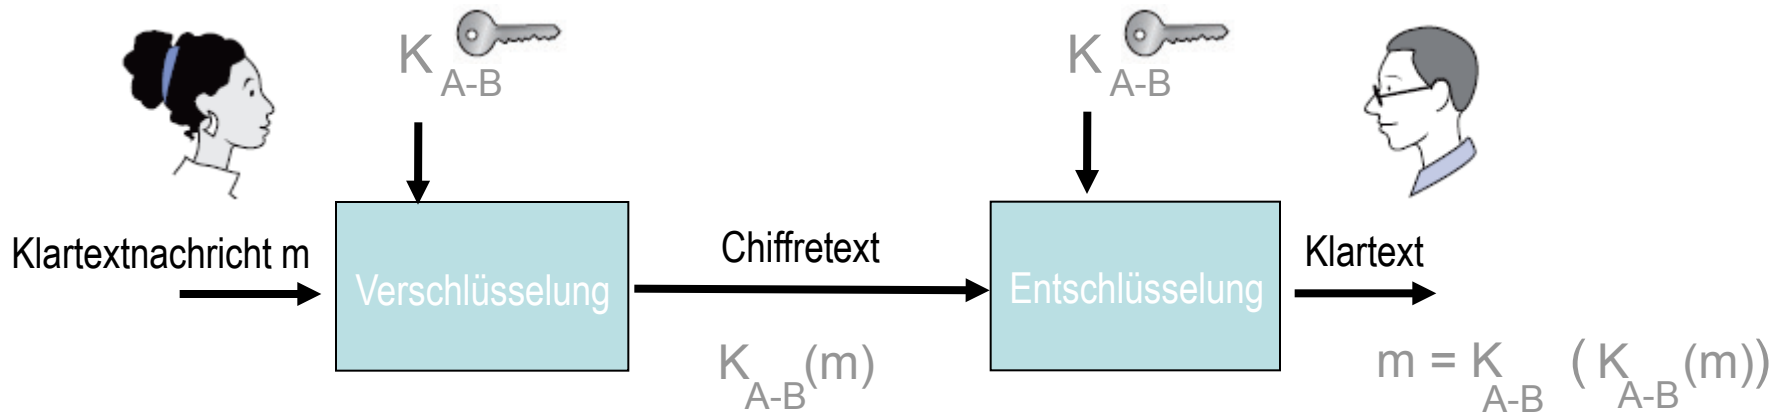 K A-B
K A-B
Klartextnachricht m
Verschlüsselung
Chiffretext
Entschlüsselung
Klartext
K A-B (m)
m = K A-B ( K A-B (m))